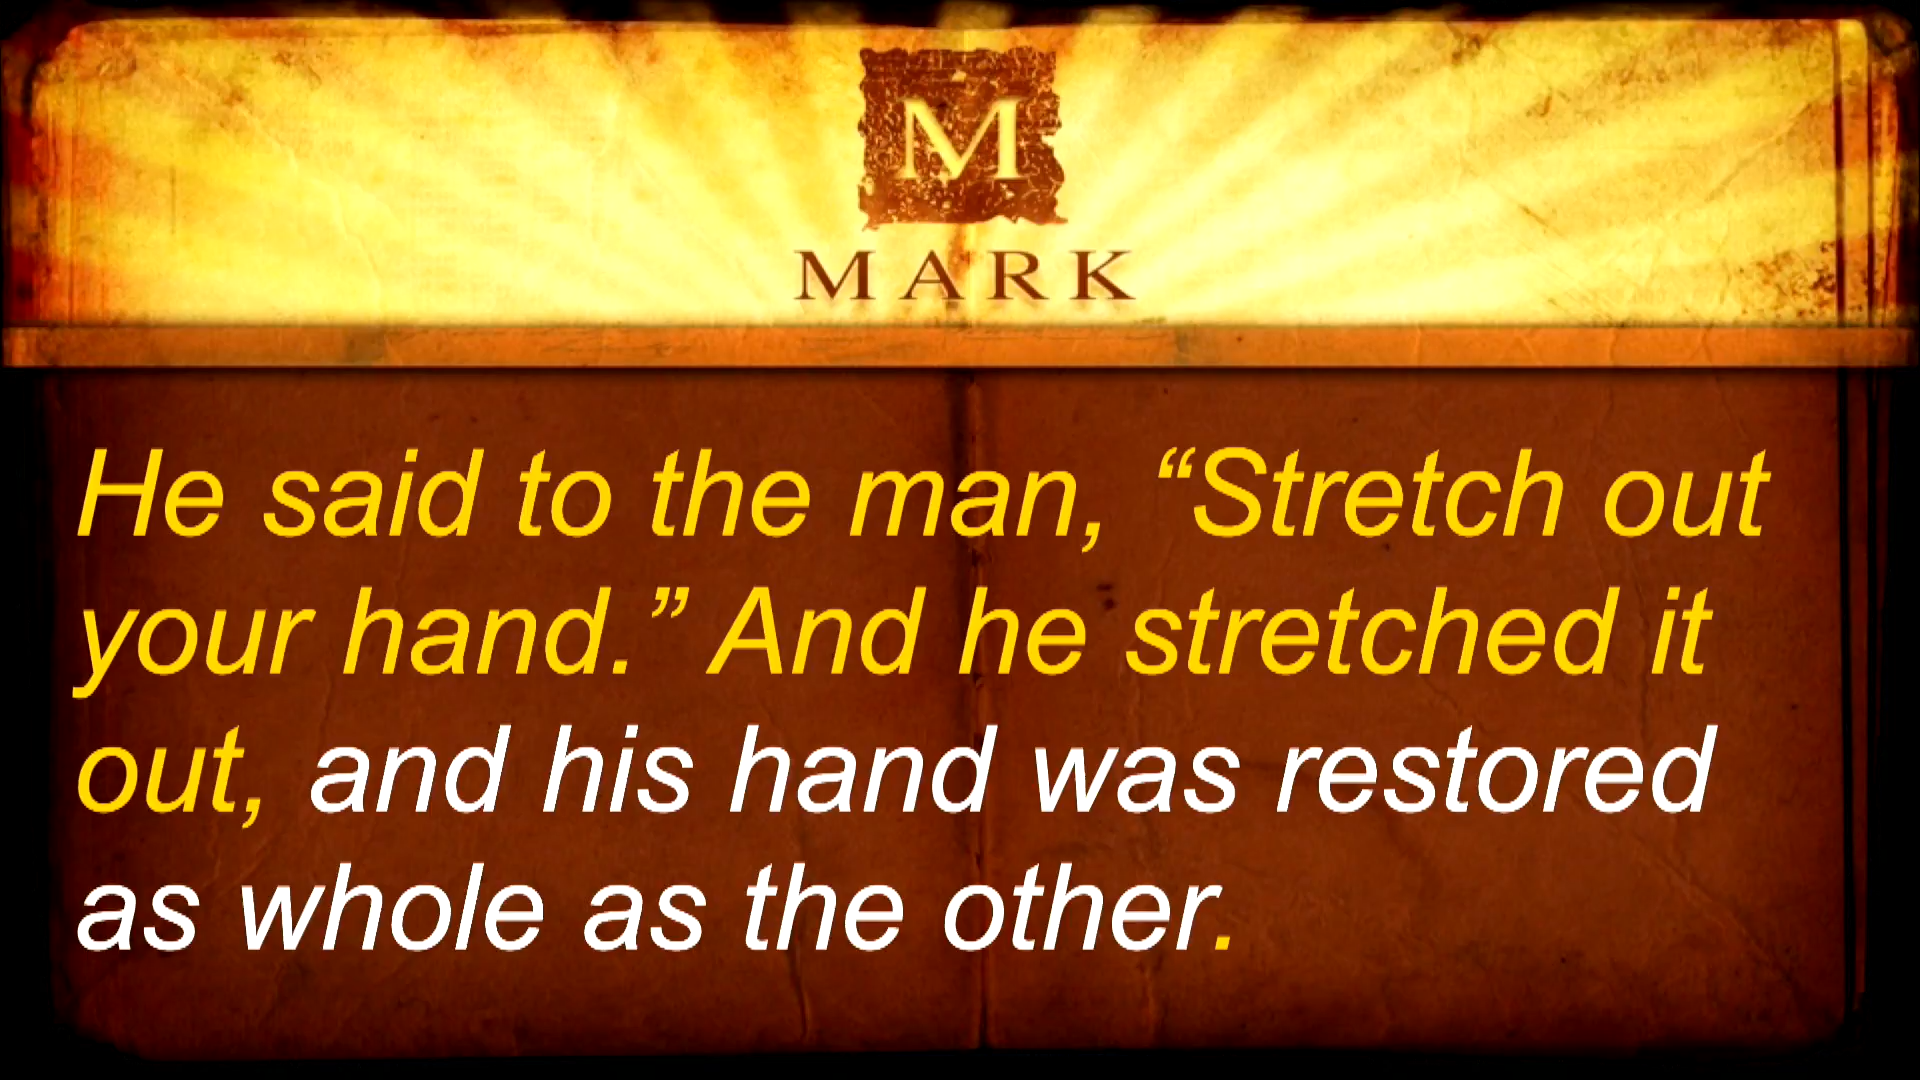 M
MARK
He said to the man, “Stretch out
your hand.” And he stretched it
out, and his hand was restored
as whole as the other.